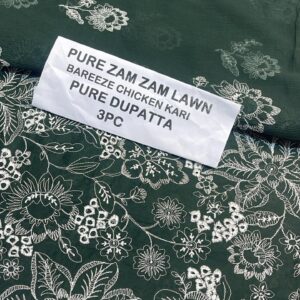 PURE ZAM ZAM LAWN
BAREEZE CHICKEN KARI
PURE DUPATTA
3PC